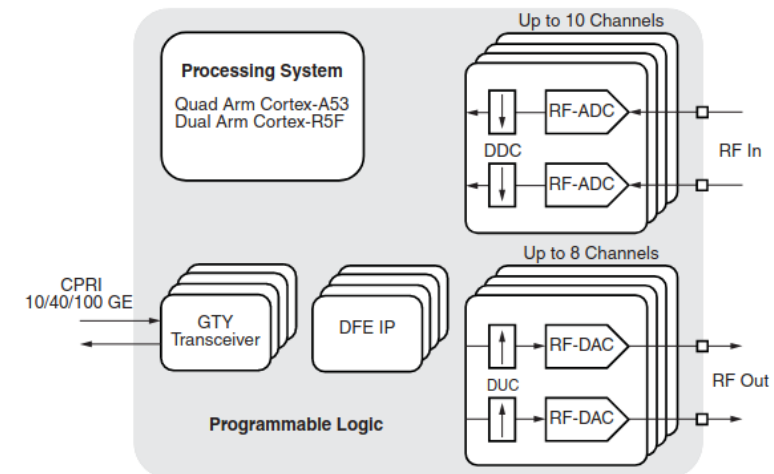 Up to 10 Channels
Processing System
Quad Arm Cortex-A53
Dual Arm Cortex-R5F
RF-ADC
DDC
RF In
RF-ADC
Up to 8 Channels
CPRI
10/40/100 GE
GTY
Transceiver
DFE IP
RF-DAC
DUC
RF Out
RF-DAC
Programmable Logic